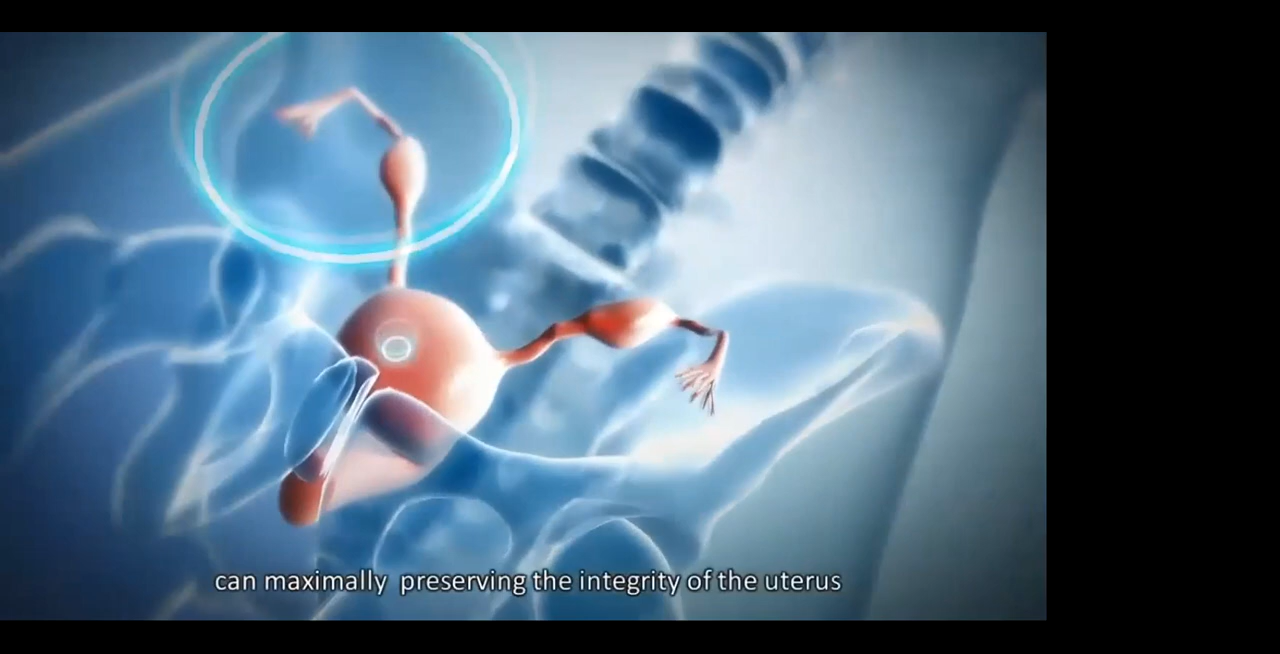 can maximally  preserving the integrity of the uterus